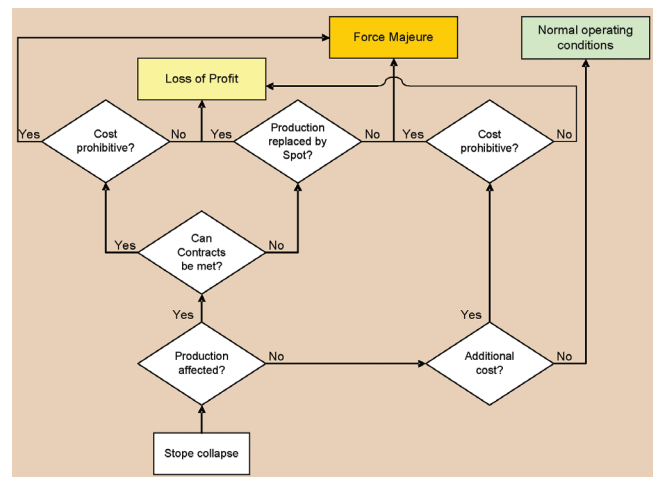 Force Majeure
Normal operating
conditions
Loss of Profit
Yes
Cost
prohibitive?
No
Yes
Production
replaced by
Spot?
No
Yes
Cost
prohibitive?
No
Yes
Can
Contracts
be met?
No
Yes
Production
affected?
No
Yes
Additional
cost?
No
Stope collapse